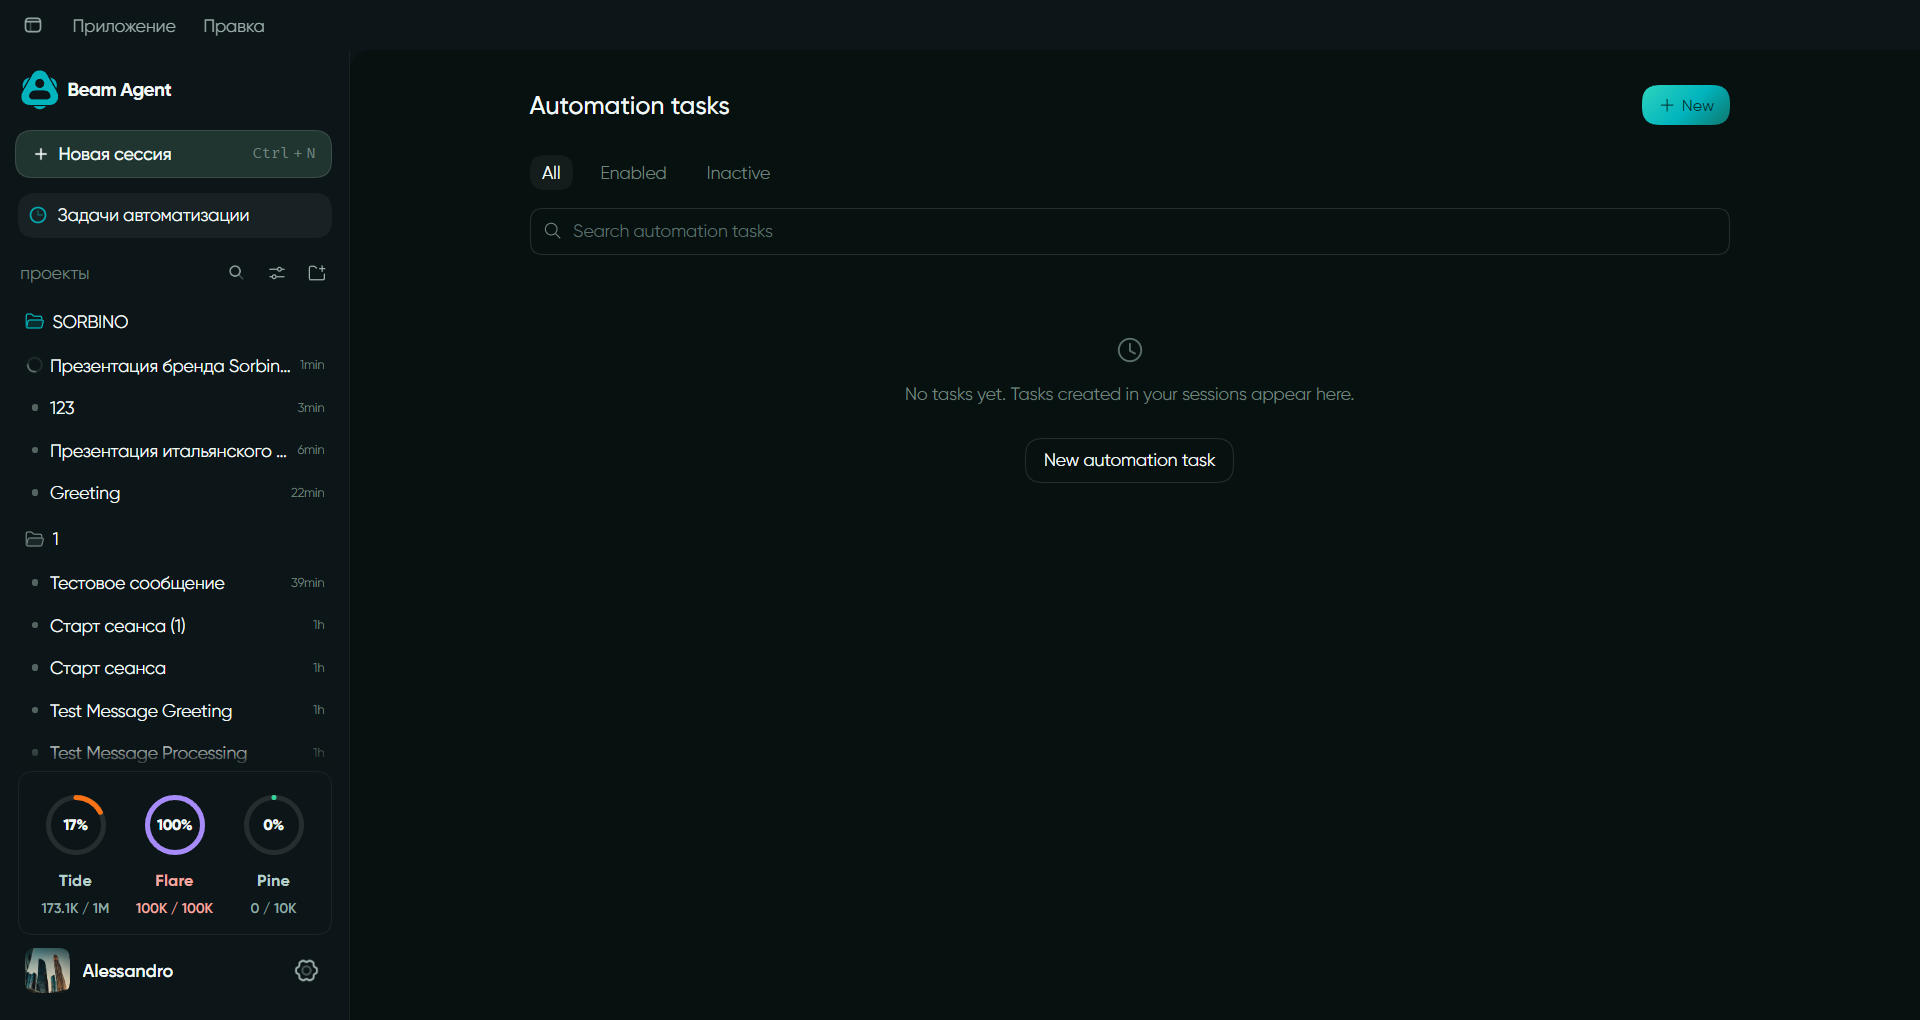 Приложение Правка
Beam Agent
Новая сессия Ctrl + N
Задачи автоматизации
проекты
SORBINO
Презентация бренда Sorbin... 1min
123 3min
Презентация итальянского ... 6min
Greeting 22min
1
Тестовое сообщение 39min
Старт сеанса (1) 1h
Старт сеанса 1h
Test Message Greeting 1h
Test Message Processing 1h
17% 100% 0%
Tide Flare Pine
173.1K / 1M 100K / 100K 0 / 10K
Alessandro
Automation tasks
New
All Enabled Inactive
Search automation tasks
No tasks yet. Tasks created in your sessions appear here.
New automation task